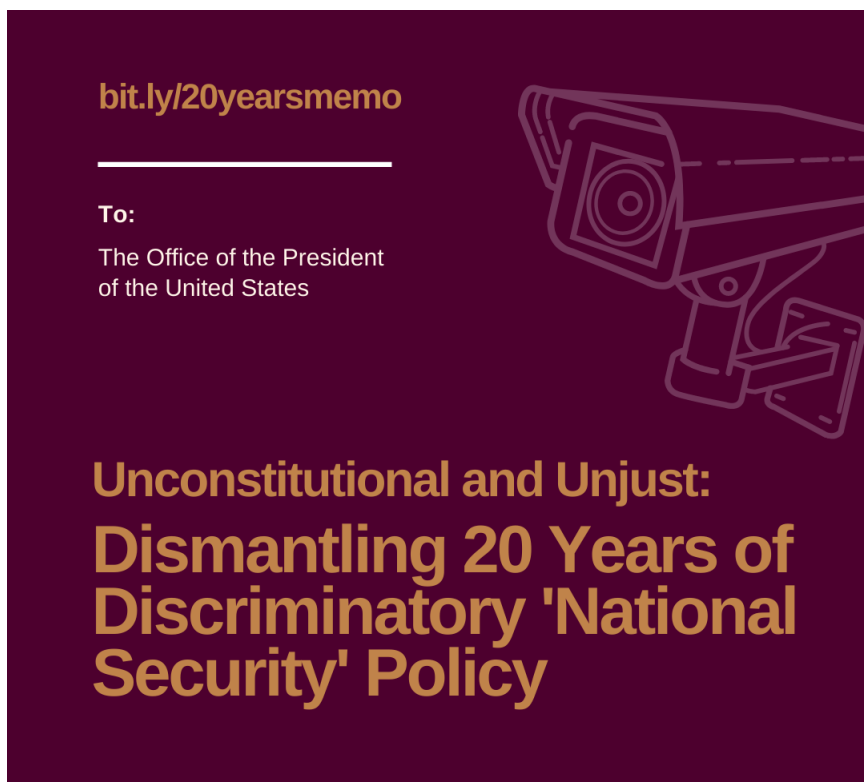 bit.ly/20yearsmemo
To:
The Office of the President
of the United States
Unconstitutional and Unjust:
Dismantling 20 Years of
Discriminatory 'National
Security' Policy